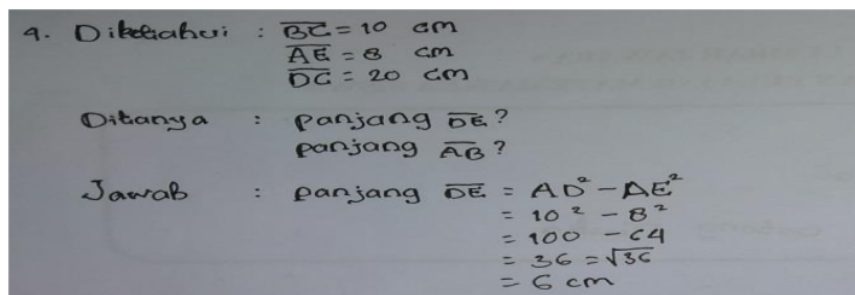 4. Diketahui : BC = 10 cm
AE = 8 cm
DC = 20 cm
Ditanya : Panjang DE?
Panjang AB?
Jawab : Panjang DE = AD² - AE²
= 10² - 8²
= 100 - 64
= 36 = √36
= 6 cm